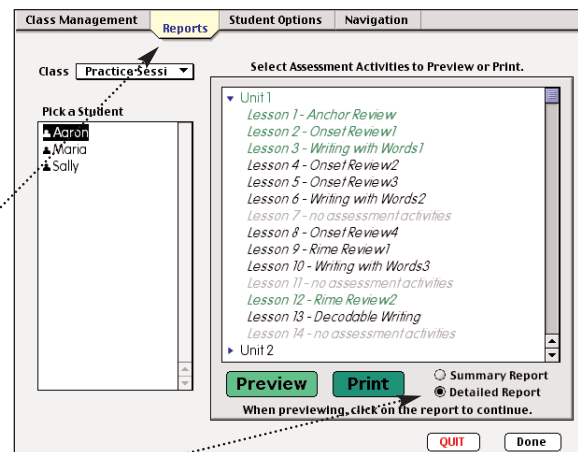 Class Management Reports Student Options Navigation
Class Practice Sessi
Select Assessment Activities to Preview or Print.
Pick a Student
Aaron
Maria
Sally
Unit 1
Lesson 1 - Anchor Review
Lesson 2 - Onset Review1
Lesson 3 - Writing with Words1
Lesson 4 - Onset Review2
Lesson 5 - Onset Review3
Lesson 6 - Writing with Words2
Lesson 7 - no assessment activities
Lesson 8 - Onset Review4
Lesson 9 - Rime Review1
Lesson 10 - Writing with Words3
Lesson 11 - no assessment activities
Lesson 12 - Rime Review2
Lesson 13 - Decodable Writing
Lesson 14 - no assessment activities
Unit 2
Preview Print
Summary Report
Detailed Report
When previewing, click on the report to continue.
QUIT Done